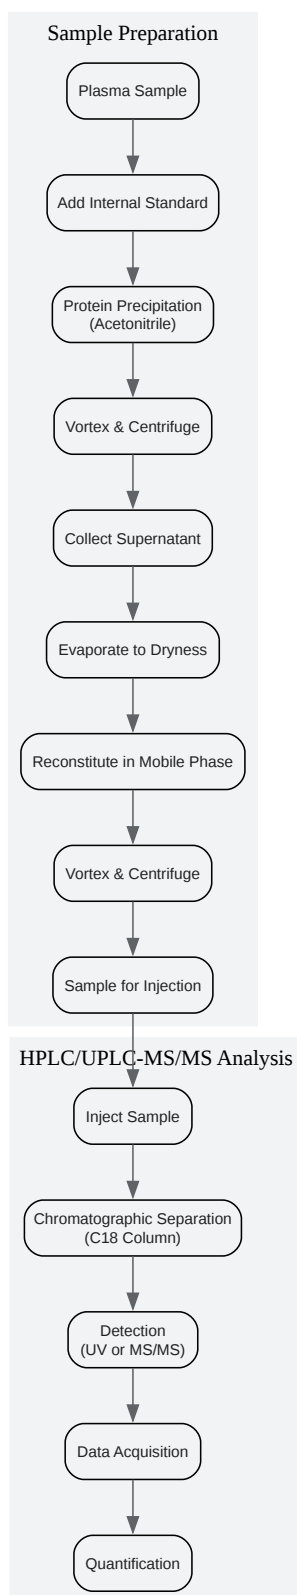 Sample Preparation
Plasma Sample
Add Internal Standard
Protein Precipitation
(Acetonitrile)
Vortex & Centrifuge
Collect Supernatant
Evaporate to Dryness
Reconstitute in Mobile Phase
Vortex & Centrifuge
Sample for Injection
HPLC/UPLC-MS/MS Analysis
Inject Sample
Chromatographic Separation
(C18 Column)
Detection
(UV or MS/MS)
Data Acquisition
Quantification